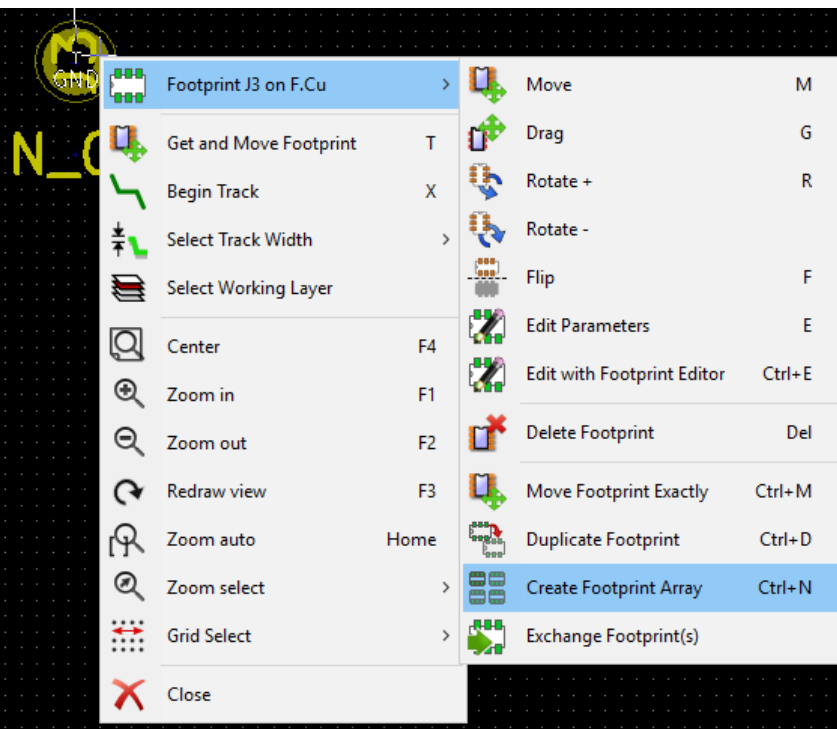 GND
N_
Footprint J3 on F.Cu
Get and Move Footprint T
Begin Track X
Select Track Width
Select Working Layer
Center F4
Zoom in F1
Zoom out F2
Redraw view F3
Zoom auto Home
Zoom select
Grid Select
Close
Move M
Drag G
Rotate + R
Rotate -
Flip F
Edit Parameters E
Edit with Footprint Editor Ctrl+E
Delete Footprint Del
Move Footprint Exactly Ctrl+M
Duplicate Footprint Ctrl+D
Create Footprint Array Ctrl+N
Exchange Footprint(s)